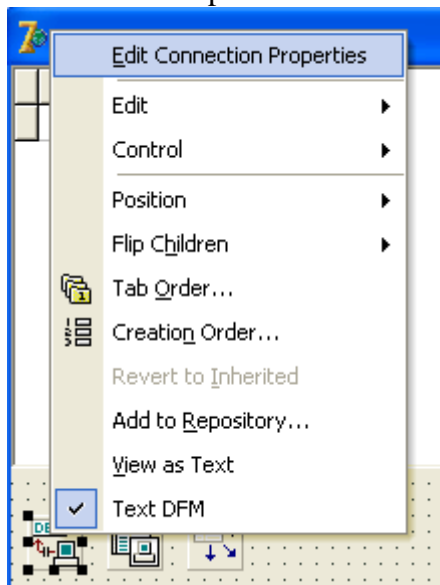 Edit Connection Properties
Edit
Control
Position
Flip Children
Tab Order...
Creation Order...
Revert to Inherited
Add to Repository...
View as Text
Text DFM